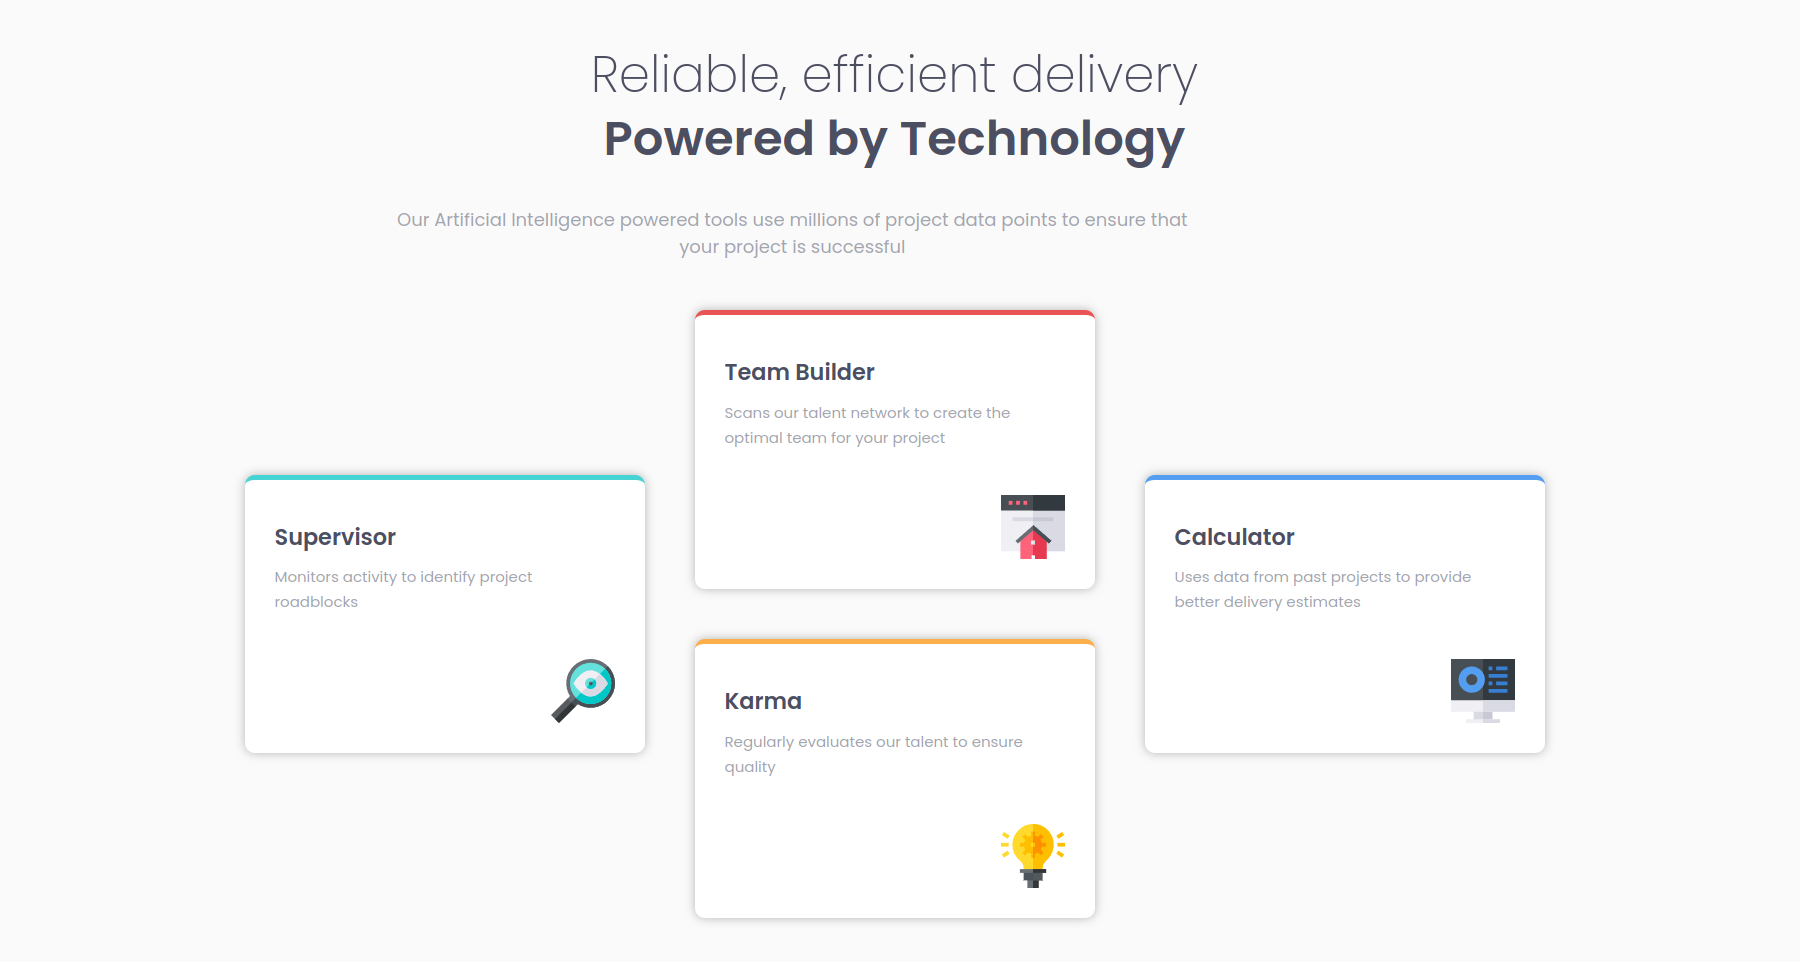 Reliable, efficient delivery
Powered by Technology
Our Artificial Intelligence powered tools use millions of project data points to ensure that
your project is successful
Team Builder
Scans our talent network to create the
optimal team for your project
Supervisor
Monitors activity to identify project
roadblocks
Calculator
Uses data from past projects to provide
better delivery estimates
Karma
Regularly evaluates our talent to ensure
quality